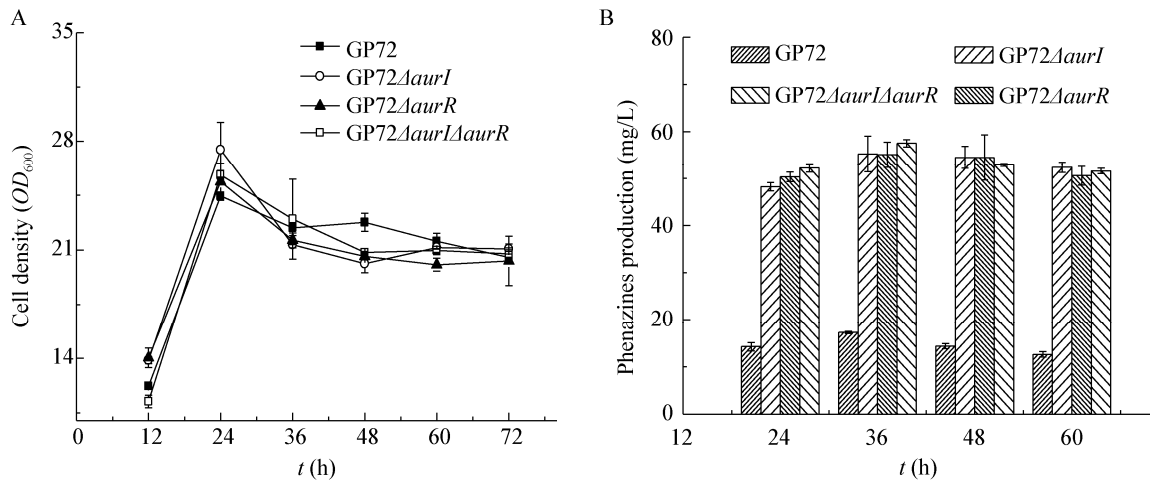 A
35
28
21
14
0
12
24
36
48
60
72
Cell density (OD₆₀₀)
t (h)
GP72
GP72ΔaurI
GP72ΔaurR
GP72ΔaurIΔaurR
B
80
60
40
20
0
12
24
36
48
60
Phenazines production (mg/L)
t (h)
GP72
GP72ΔaurI
GP72ΔaurIΔaurR
GP72ΔaurR